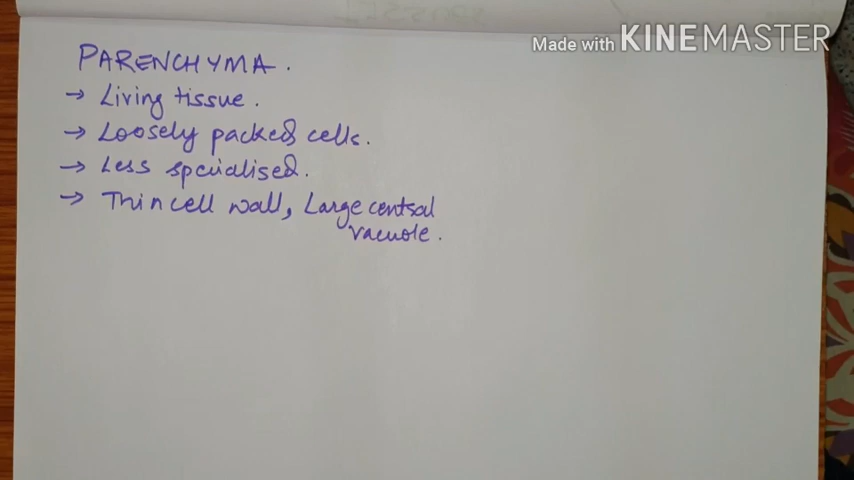 Made with KINEMASTER
PARENCHYMA.
→ Living tissue.
→ Loosely packed cells.
→ Less specialised.
→ Thin cell wall, Large central
vacuole.